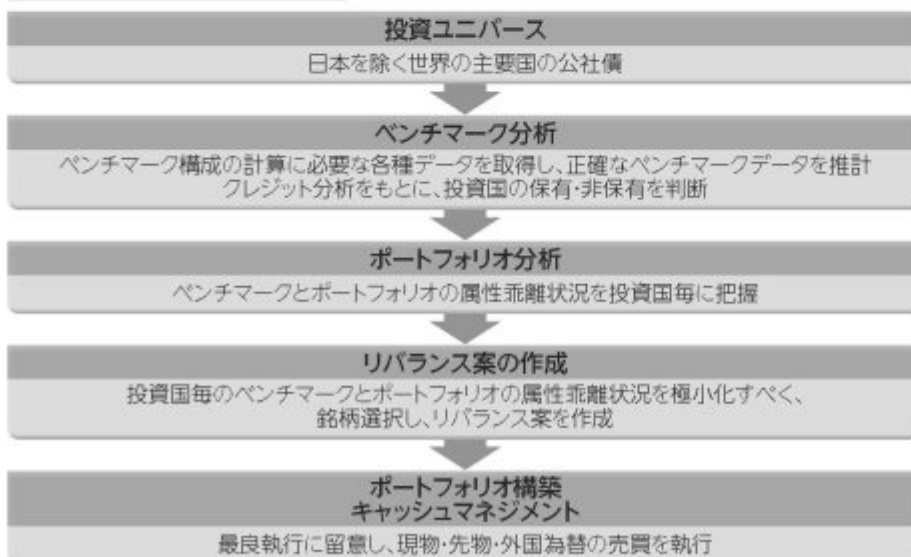 投資ユニバース
日本を除く世界の主要国の公社債
ベンチマーク分析
ベンチマーク構成の計算に必要な各種データを取得し、正確なベンチマークデータを推計
クレジット分析をもとに、投資国の保有・非保有を判断
ポートフォリオ分析
ベンチマークとポートフォリオの属性乖離状況を投資国毎に把握
リバランス案の作成
投資国毎のベンチマークとポートフォリオの属性乖離状況を極小化すべく、
銘柄選択し、リバランス案を作成
ポートフォリオ構築
キャッシュマネジメント
最良執行に留意し、現物・先物・外国為替の売買を執行